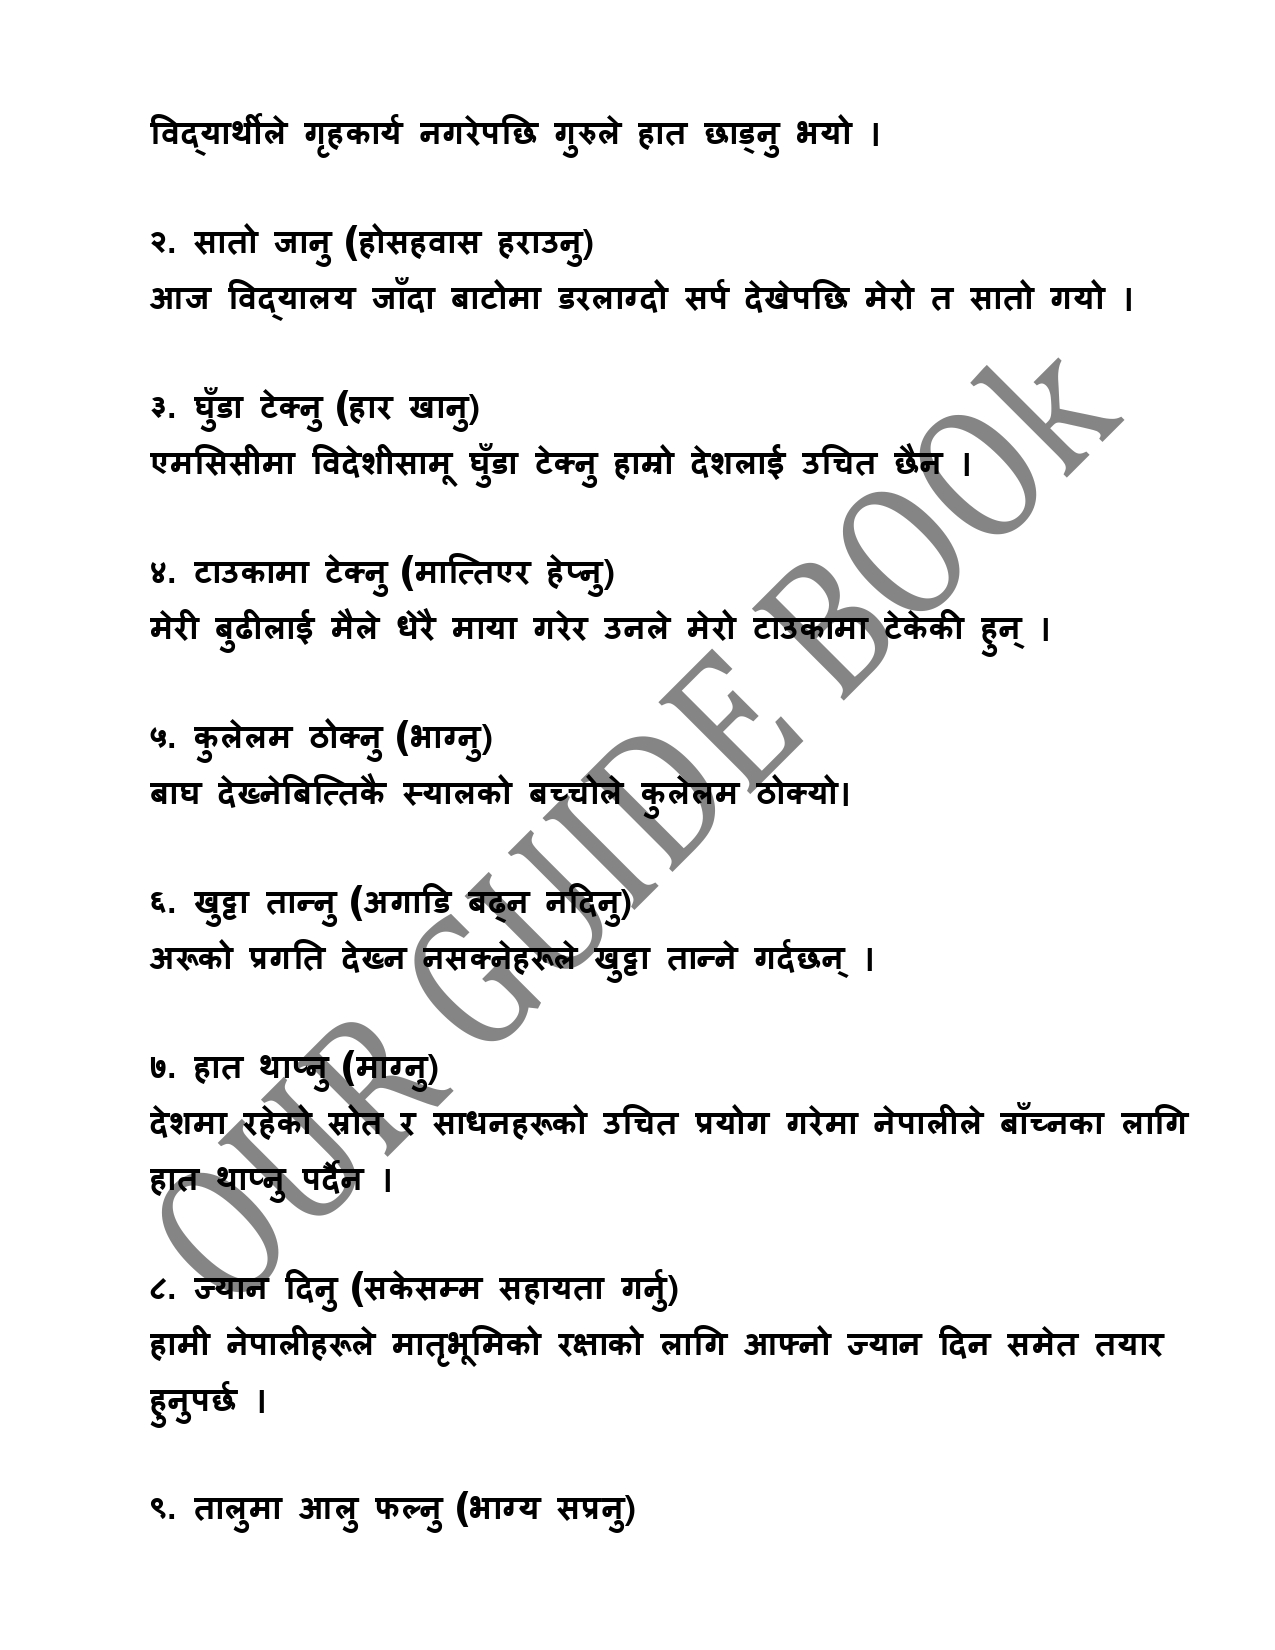 विद्यार्थीले गृहकार्य नगरेपछि गुरुले हात छाड्नु भयो ।
२. सातो जानु (होसहवास हराउनु)
आज विद्यालय जाँदा बाटोमा डरलाग्दो सर्प देखेपछि मेरो त सातो गयो ।
३. घुँडा टेक्नु (हार खानु)
एमसिसीमा विदेशीसामू घुँडा टेक्नु हाम्रो देशलाई उचित छैन ।
४. टाउकामा टेक्नु (मात्तिएर हेप्नु)
मेरी बुढीलाई मैले धेरै माया गरेर उनले मेरो टाउकामा टेकेकी हुन् ।
५. कुलेलम ठोक्नु (भाग्नु)
बाघ देख्नेबित्तिकै स्यालको बच्चोले कुलेलम ठोक्यो।
६. खुट्टा तान्नु (अगाडि बढ्न नदिनु)
अरूको प्रगति देख्न नसक्नेहरूले खुट्टा तान्ने गर्दछन् ।
७. हात थाप्नु (माग्नु)
देशमा रहेको स्रोत र साधनहरूको उचित प्रयोग गरेमा नेपालीले बाँच्नका लागि
हात थाप्नु पर्दैन ।
८. ज्यान दिनु (सकेसम्म सहायता गर्नु)
हामी नेपालीहरूले मातृभूमिको रक्षाको लागि आफ्नो ज्यान दिन समेत तयार
हुनुपर्छ ।
९. तालुमा आलु फल्नु (भाग्य सप्रनु)
OUR GUIDE BOOk